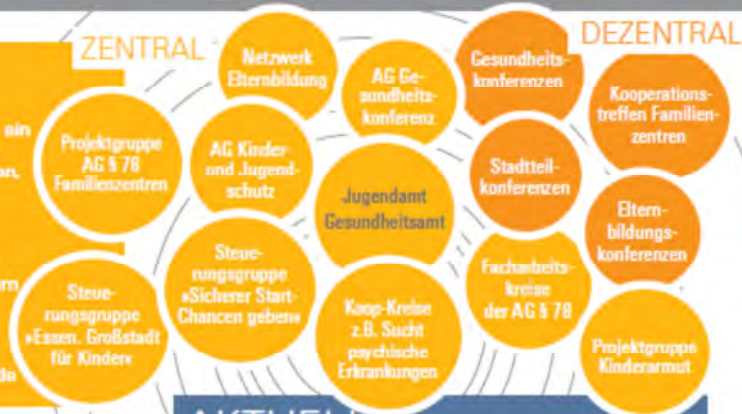 ZENTRAL
DEZENTRAL
Netzwerk
Elternbildung
AG Ge-
sundheits-
konferenz
Gesundheits-
konferenzen
Kooperations-
treffen Familien-
zentren
Projektgruppe
AG § 78
Familienzentren
AG Kinder-
und Jugend-
schutz
Jugendamt
Gesundheitsamt
Stadtteil-
konferenzen
Eltern-
bildungs-
konferenzen
Steue-
rungsgruppe
»Essen. Großstadt
für Kinder«
Steue-
rungsgruppe
»Sicherer Start-
Chancen geben«
Koop-Kreise
z.B. Sucht
psychische
Erkrankungen
Facharbeits-
kreise
der AG § 78
Projektgruppe
Kinderarmut
ein